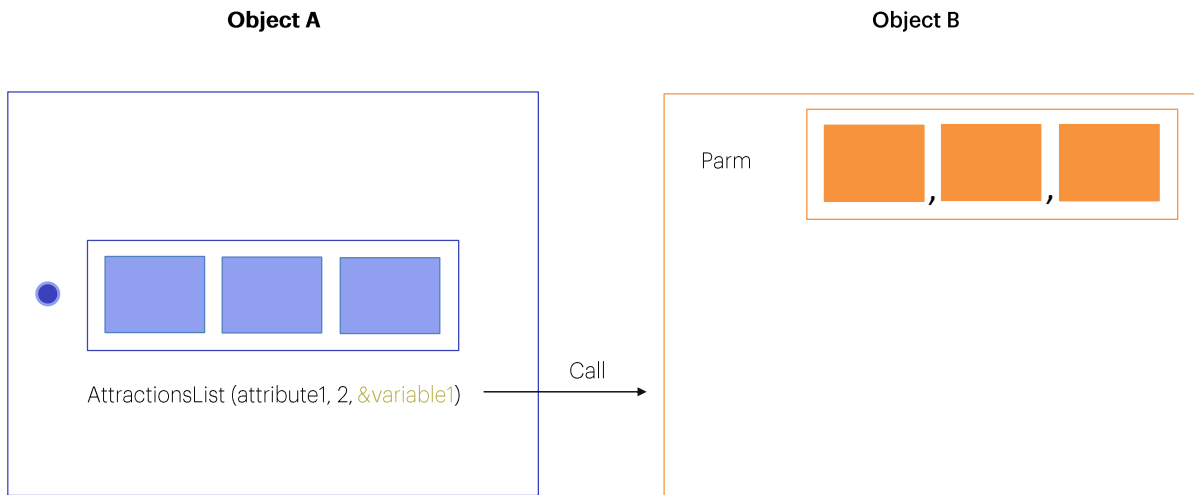 Object A
Object B
Parm
, ,
AttractionsList (attribute1, 2, &variable1)
Call